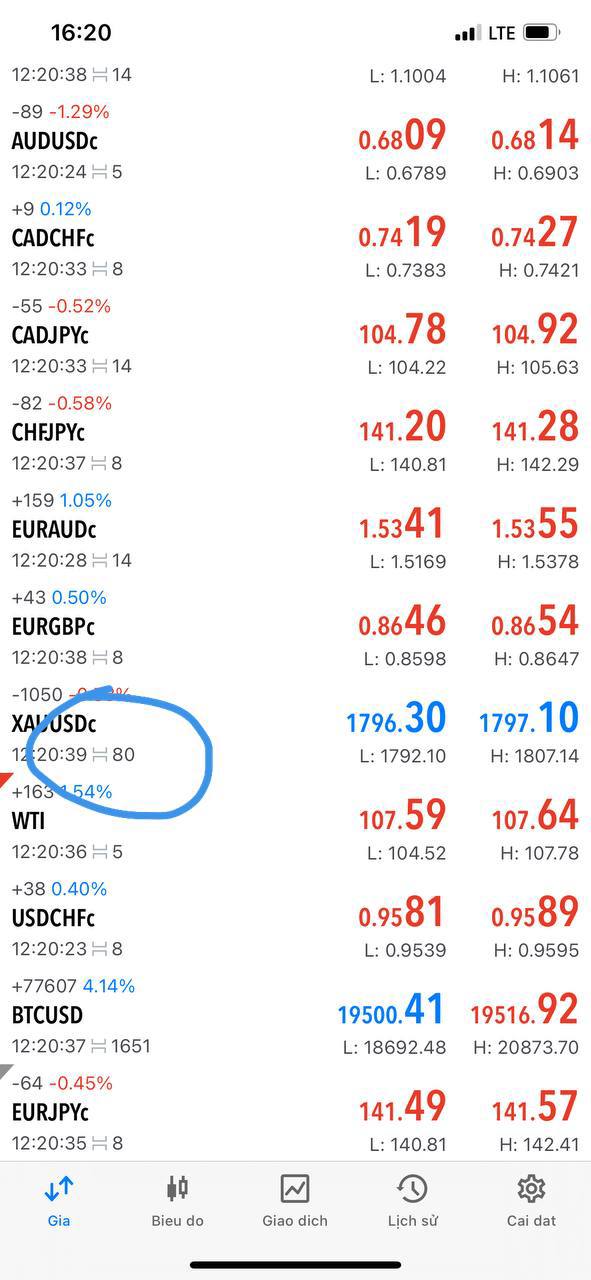 16:20 LTE
12:20:38 14 L: 1.1004 H: 1.1061
-89 -1.29%
AUDUSDc 0.6809 0.6814
12:20:24 5 L: 0.6789 H: 0.6903
+9 0.12%
CADCHFc 0.7419 0.7427
12:20:33 8 L: 0.7383 H: 0.7421
-55 -0.52%
CADJPYc 104.78 104.92
12:20:33 14 L: 104.22 H: 105.63
-82 -0.58%
CHFJPYc 141.20 141.28
12:20:37 8 L: 140.81 H: 142.29
+159 1.05%
EURAUDc 1.5341 1.5355
12:20:28 14 L: 1.5169 H: 1.5378
+43 0.50%
EURGBPc 0.8646 0.8654
12:20:38 8 L: 0.8598 H: 0.8647
-1050
XAUUSDc 1796.30 1797.10
12:20:39 80 L: 1792.10 H: 1807.14
+163 1.54%
WTI 107.59 107.64
12:20:36 5 L: 104.52 H: 107.78
+38 0.40%
USDCHFc 0.9581 0.9589
12:20:23 8 L: 0.9539 H: 0.9595
+77607 4.14%
BTCUSD 19500.41 19516.92
12:20:37 1651 L: 18692.48 H: 20873.70
-64 -0.45%
EURJPYc 141.49 141.57
12:20:35 8 L: 140.81 H: 142.41
Gia Bieu do Giao dich Lịch sử Cai dat